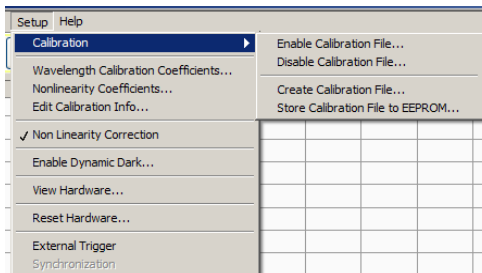 Setup Help
Calibration
Enable Calibration File...
Disable Calibration File...
Create Calibration File...
Store Calibration File to EEPROM...
Wavelength Calibration Coefficients...
Nonlinearity Coefficients...
Edit Calibration Info...
Non Linearity Correction
Enable Dynamic Dark...
View Hardware...
Reset Hardware...
External Trigger
Synchronization